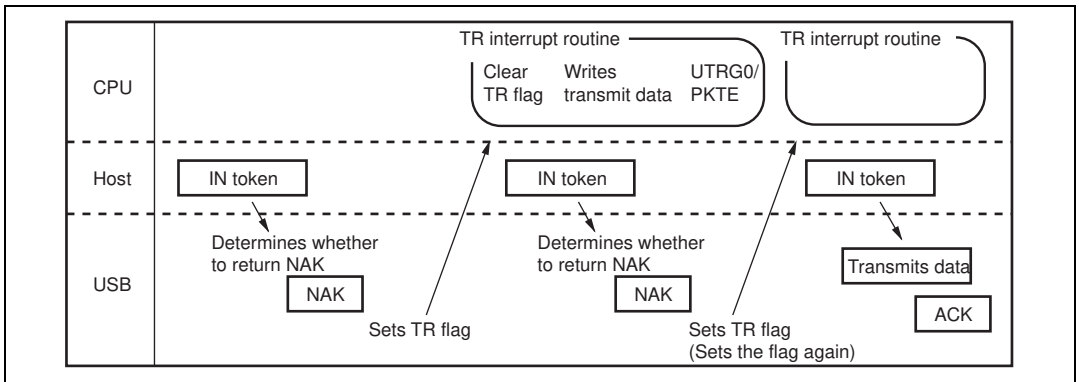 CPU
TR interrupt routine
Clear TR flag
Writes transmit data
UTRG0/ PKTE
TR interrupt routine
Host
IN token
IN token
IN token
USB
Determines whether
to return NAK
NAK
Sets TR flag
Determines whether
to return NAK
NAK
Sets TR flag
(Sets the flag again)
Transmits data
ACK